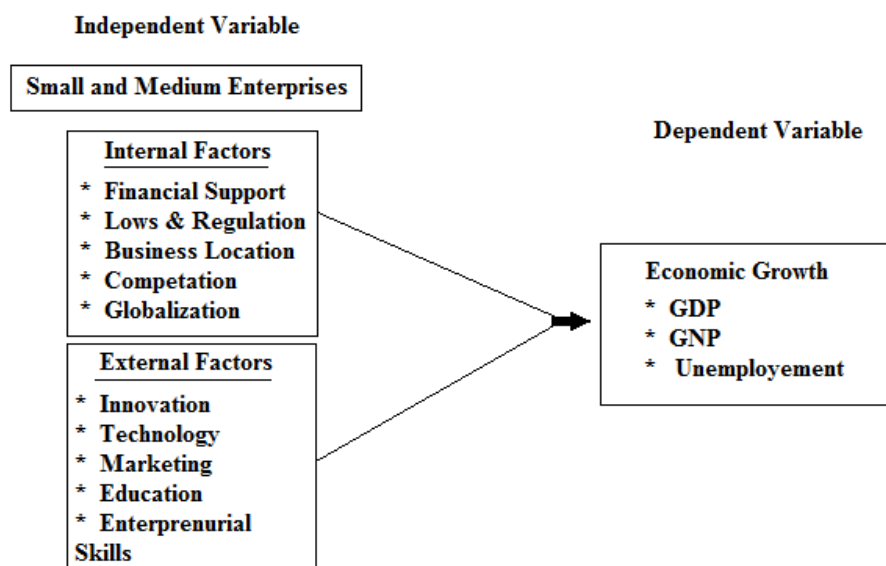 Independent Variable
Small and Medium Enterprises
Internal Factors
* Financial Support
* Lows & Regulation
* Business Location
* Competation
* Globalization
External Factors
* Innovation
* Technology
* Marketing
* Education
* Enterprenurial
Skills
Dependent Variable
Economic Growth
* GDP
* GNP
* Unemployement